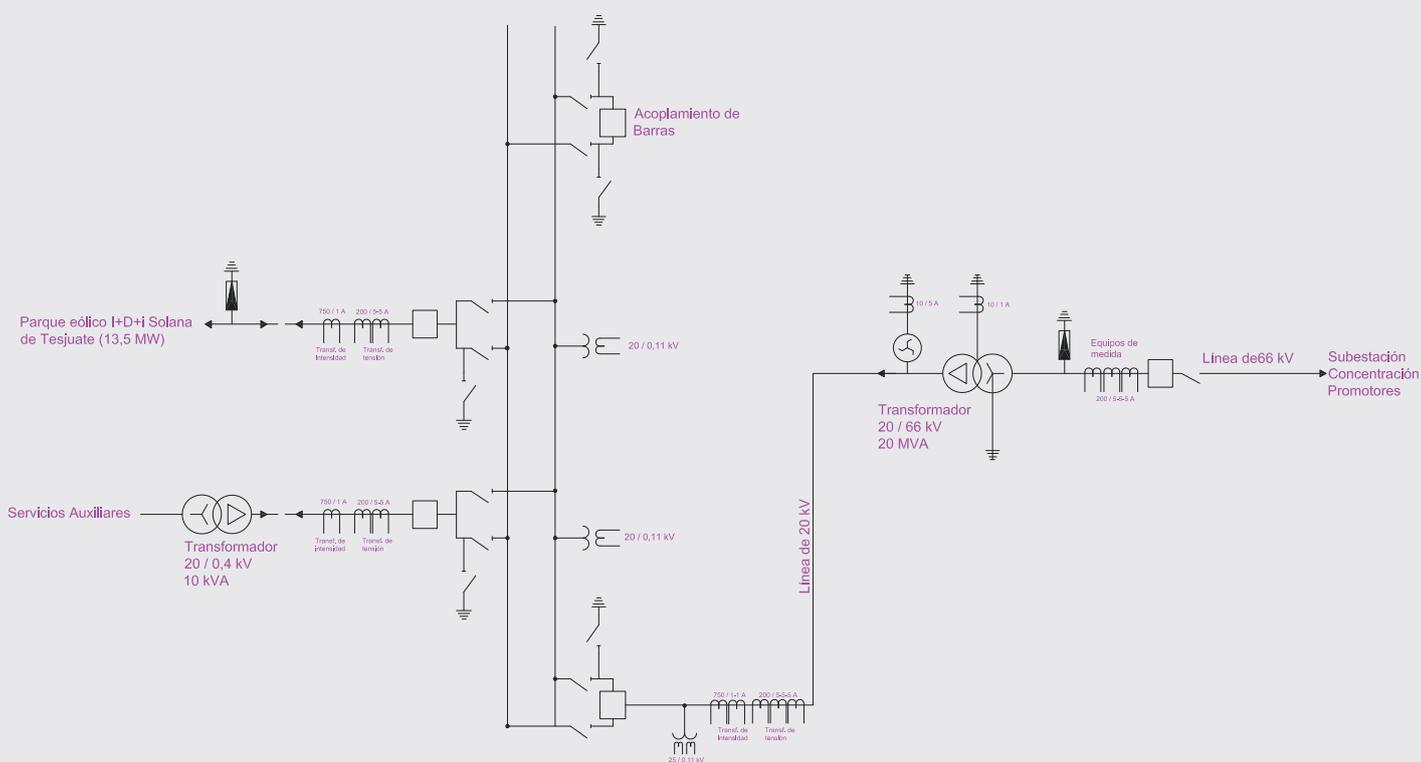 Acoplamiento de
Barras
Parque eólico I+D+i Solana
de Tesjuate (13,5 MW)
750 / 1 A
200 / 5-5 A
Transf. de
Intensidad
Transf. de
tensión
20 / 0,11 kV
10 / 5 A
10 / 1 A
Equipos de
medida
200 / 5-5-5 A
Línea de66 kV
Subestación
Concentración
Promotores
Transformador
20 / 66 kV
20 MVA
Servicios Auxiliares
Transformador
20 / 0,4 kV
10 kVA
750 / 1 A
200 / 5-5 A
Transf. de
intensidad
Transf. de
tensión
20 / 0,11 kV
Línea de 20 kV
750 / 1-1 A
200 / 5-5-5 A
Transf. de
Intensidad
Transf. de
tensión
25 / 0,11 kV